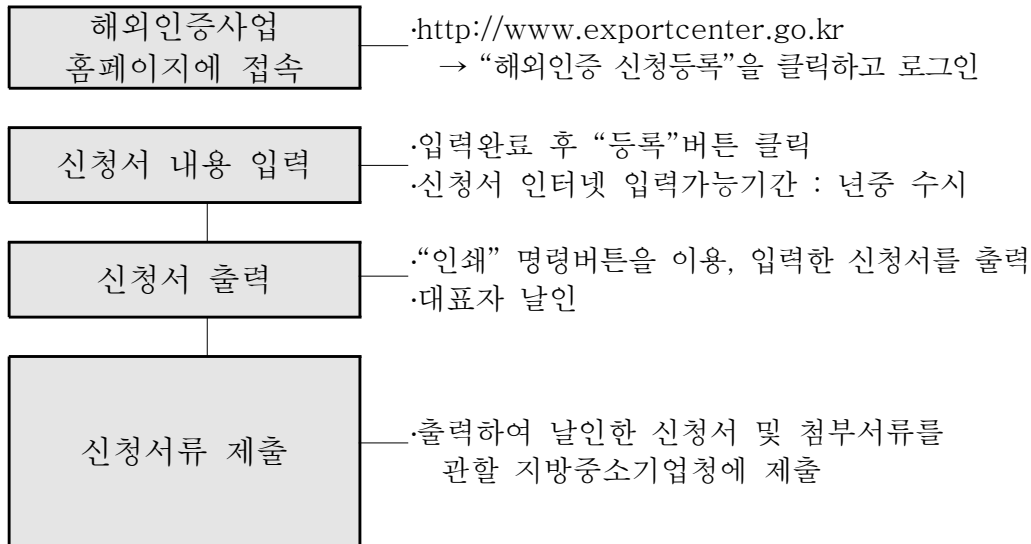 해외인증사업
홈페이지에 접속
·http://www.exportcenter.go.kr
→ “해외인증 신청등록”을 클릭하고 로그인
신청서 내용 입력
·입력완료 후 “등록”버튼 클릭
·신청서 인터넷 입력가능기간 : 년중 수시
신청서 출력
·“인쇄” 명령버튼을 이용, 입력한 신청서를 출력
·대표자 날인
신청서류 제출
·출력하여 날인한 신청서 및 첨부서류를
관할 지방중소기업청에 제출